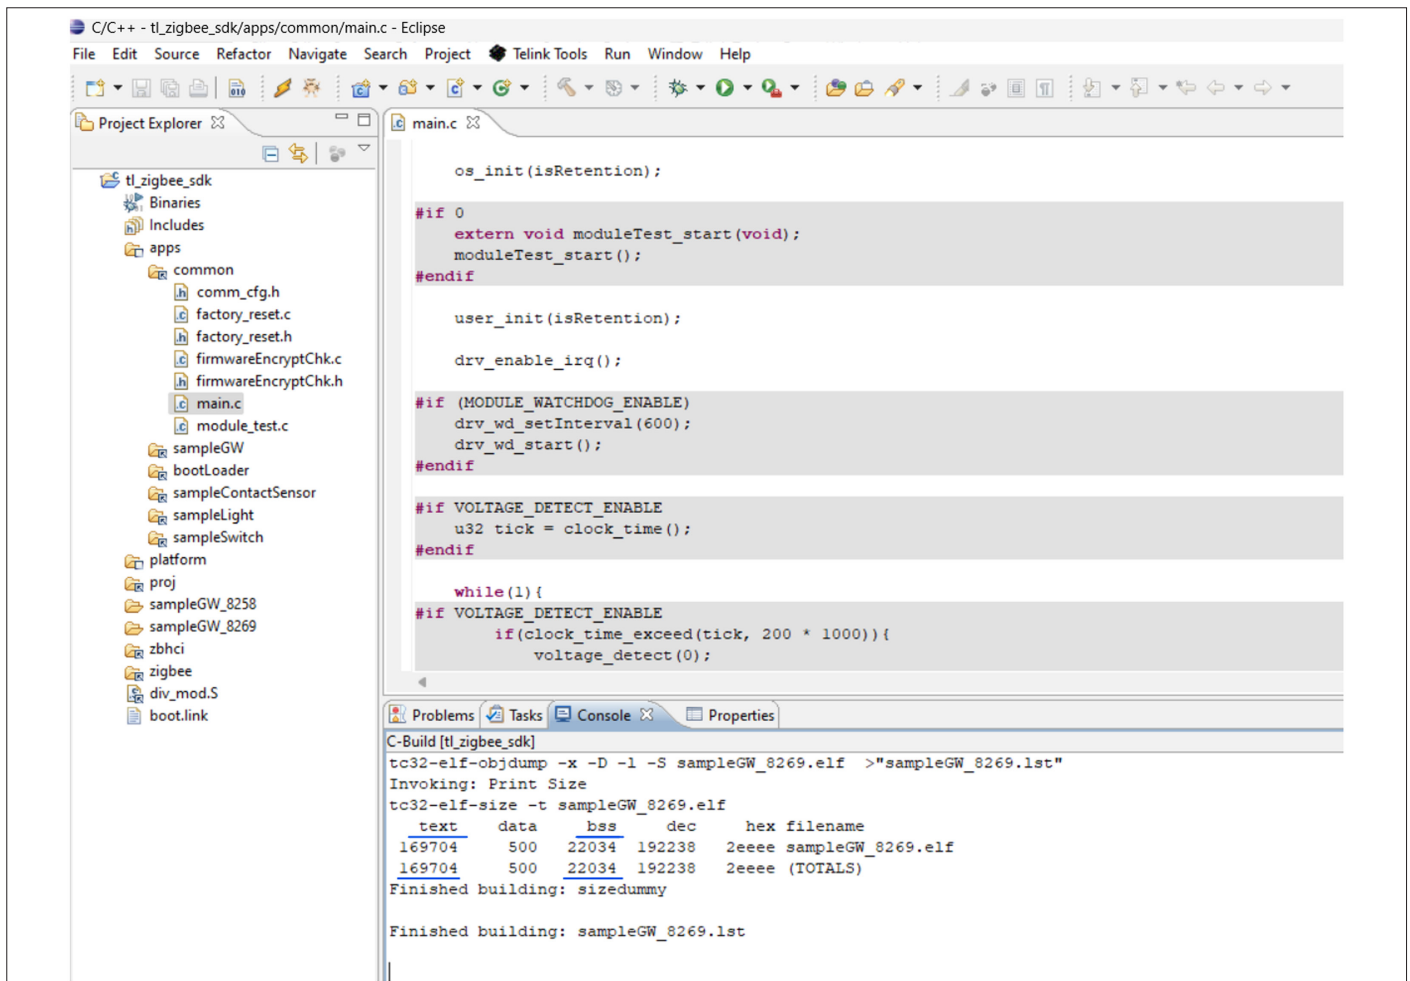 C/C++ - tl_zigbee_sdk/apps/common/main.c - Eclipse
File Edit Source Refactor Navigate Search Project Telink Tools Run Window Help
Project Explorer
tl_zigbee_sdk
Binaries
Includes
apps
common
comm_cfg.h
factory_reset.c
factory_reset.h
firmwareEncryptChk.c
firmwareEncryptChk.h
main.c
module_test.c
sampleGW
bootLoader
sampleContactSensor
sampleLight
sampleSwitch
platform
proj
sampleGW_8258
sampleGW_8269
zbhci
zigbee
div_mod.S
boot.link
main.c
os_init(isRetention);
#if 0
extern void moduleTest_start(void);
moduleTest_start();
#endif
user_init(isRetention);
drv_enable_irq();
#if (MODULE_WATCHDOG_ENABLE)
drv_wd_setInterval(600);
drv_wd_start();
#endif
#if VOLTAGE_DETECT_ENABLE
u32 tick = clock_time();
#endif
while(1){
#if VOLTAGE_DETECT_ENABLE
if(clock_time_exceed(tick, 200 * 1000)){
voltage_detect(0);
Problems Tasks Console Properties
C-Build [tl_zigbee_sdk]
tc32-elf-objdump -x -D -l -S sampleGW_8269.elf >"sampleGW_8269.lst"
Invoking: Print Size
tc32-elf-size -t sampleGW_8269.elf
text data bss dec hex filename
169704 500 22034 192238 2eeee sampleGW_8269.elf
169704 500 22034 192238 2eeee (TOTALS)
Finished building: sizedummy
Finished building: sampleGW_8269.lst